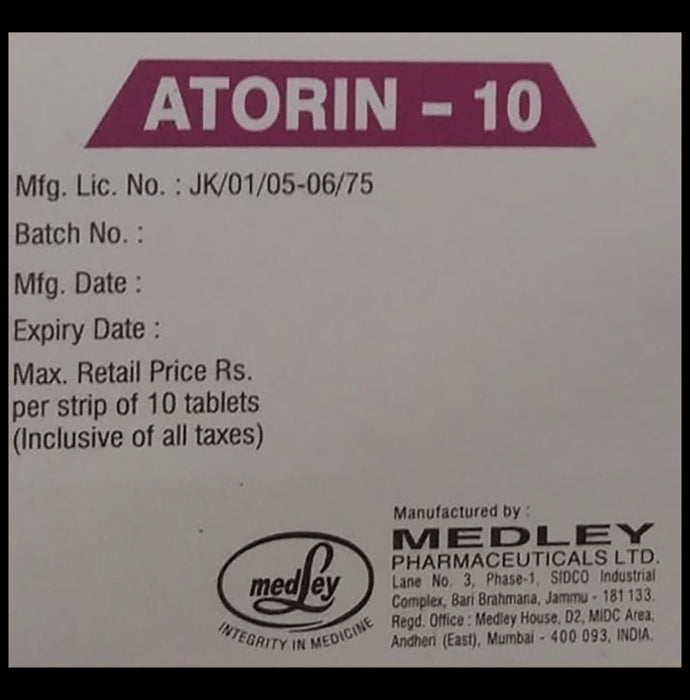 ATORIN - 10
Mfg. Lic. No. : JK/01/05-06/75
Batch No. :
Mfg. Date :
Expiry Date :
Max. Retail Price Rs.
per strip of 10 tablets
(Inclusive of all taxes)
Manufactured by :
MEDLEY
PHARMACEUTICALS LTD.
Lane No. 3, Phase-1, SIDCO Industrial
Complex, Bari Brahmana, Jammu - 181 133.
Regd. Office : Medley House, D2, MIDC Area,
Andheri (East), Mumbai - 400 093, INDIA.
medley
INTEGRITY IN MEDICINE